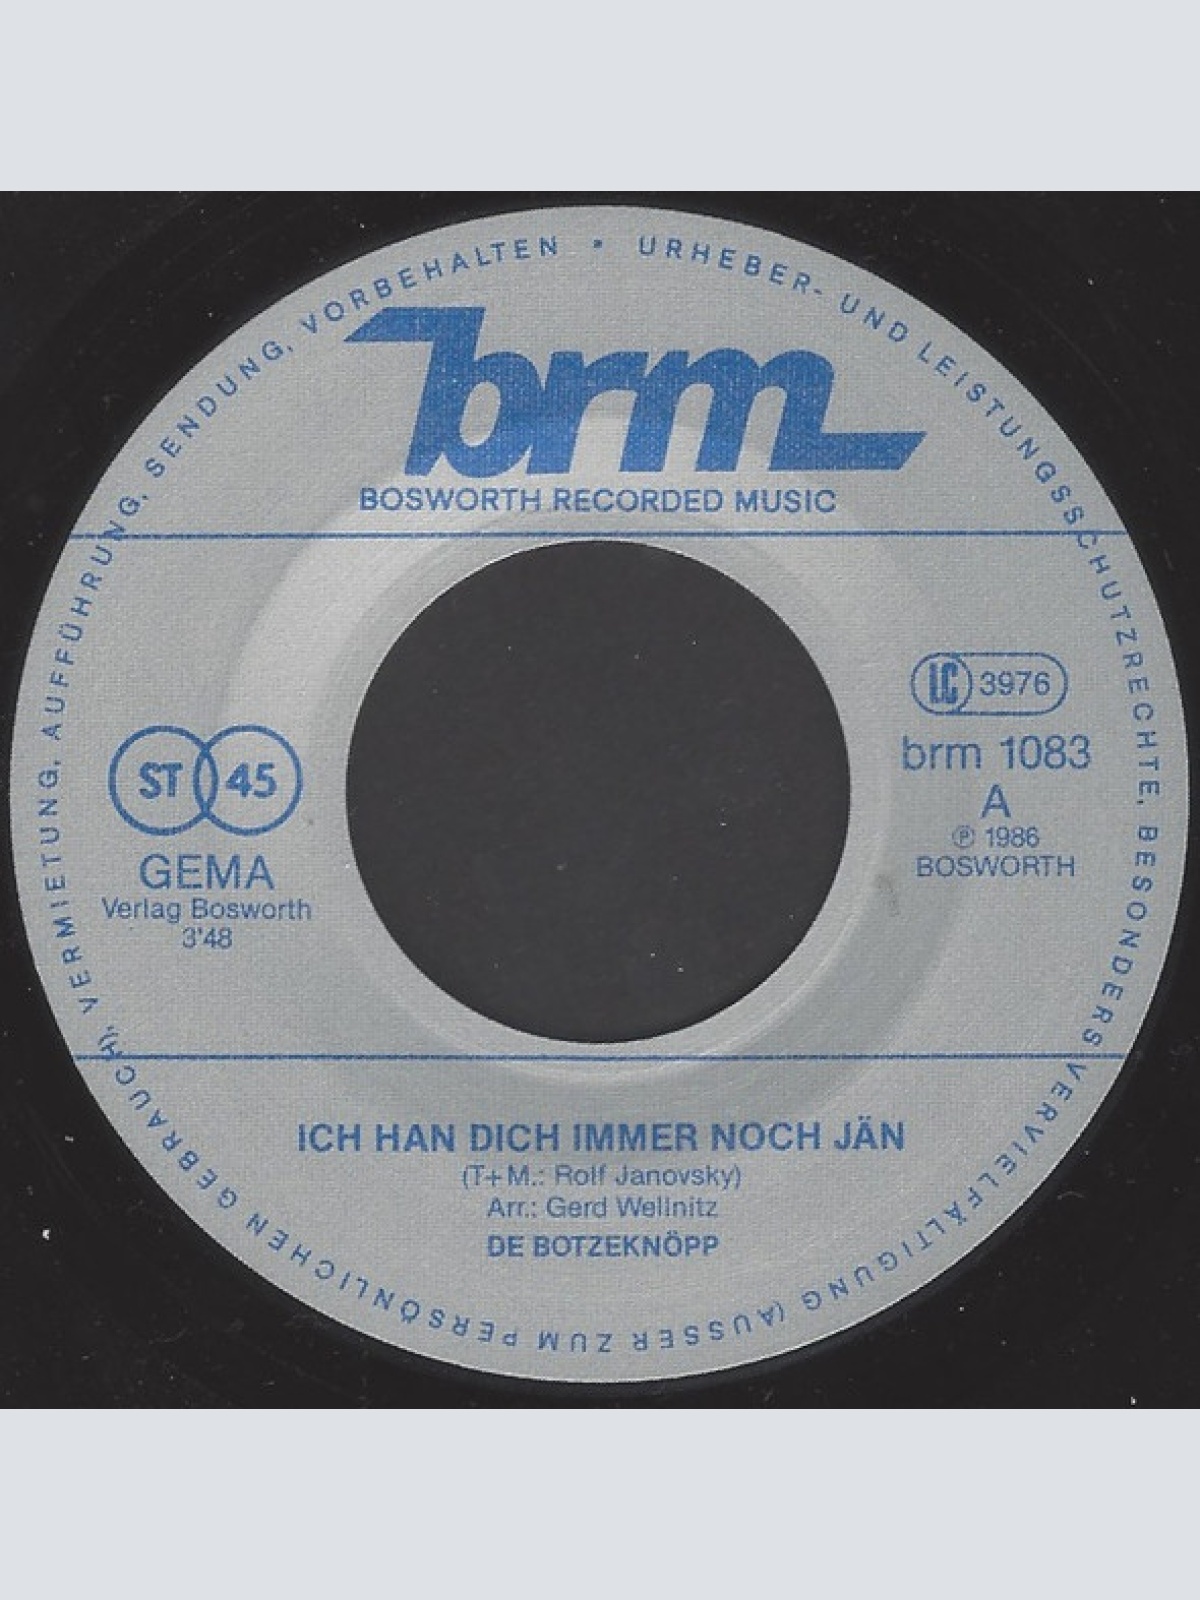 URHEBER- UND LEISTUNGSSCHUTZRECHTE, BESONDERS VERVIELFÄLTIGUNG (AUSSER ZUM PERSÖNLICHEN GEBRAUCH), VERMIETUNG, AUFFÜHRUNG, SENDUNG, VORBEHALTEN •
brm
BOSWORTH RECORDED MUSIC
LC 3976
brm 1083
A
℗ 1986
BOSWORTH
ST 45
GEMA
Verlag Bosworth
3'48
ICH HAN DICH IMMER NOCH JÄN
(T+M.: Rolf Janovsky)
Arr.: Gerd Wellnitz
DE BOTZEKNÖPP